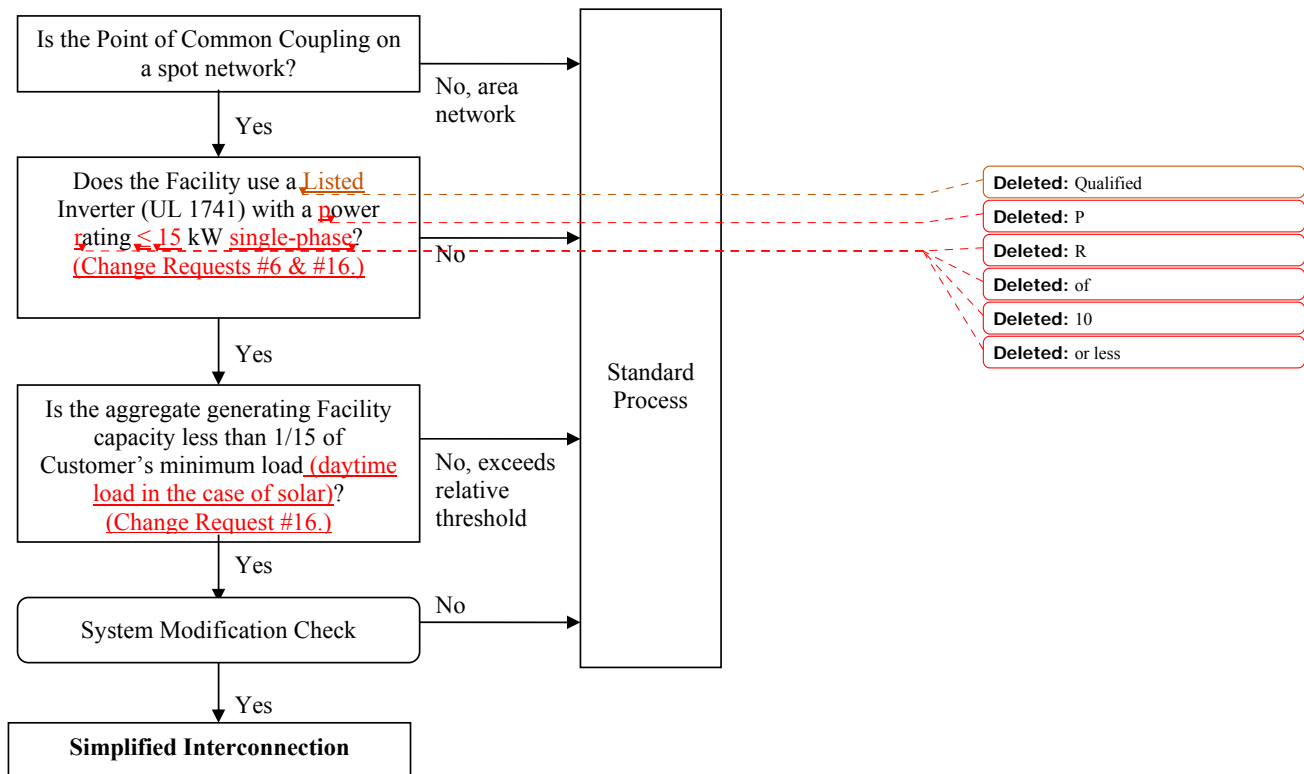 Is the Point of Common Coupling on
a spot network?
No, area
network
Yes
Does the Facility use a Listed
Inverter (UL 1741) with a power
rating ≤ 15 kW single-phase?
(Change Requests #6 & #16.)
No
Deleted: Qualified
Deleted: P
Deleted: R
Deleted: of
Deleted: 10
Deleted: or less
Yes
Standard
Process
Is the aggregate generating Facility
capacity less than 1/15 of
Customer's minimum load (daytime
load in the case of solar)?
(Change Request #16.)
No, exceeds
relative
threshold
Yes
System Modification Check
No
Yes
Simplified Interconnection